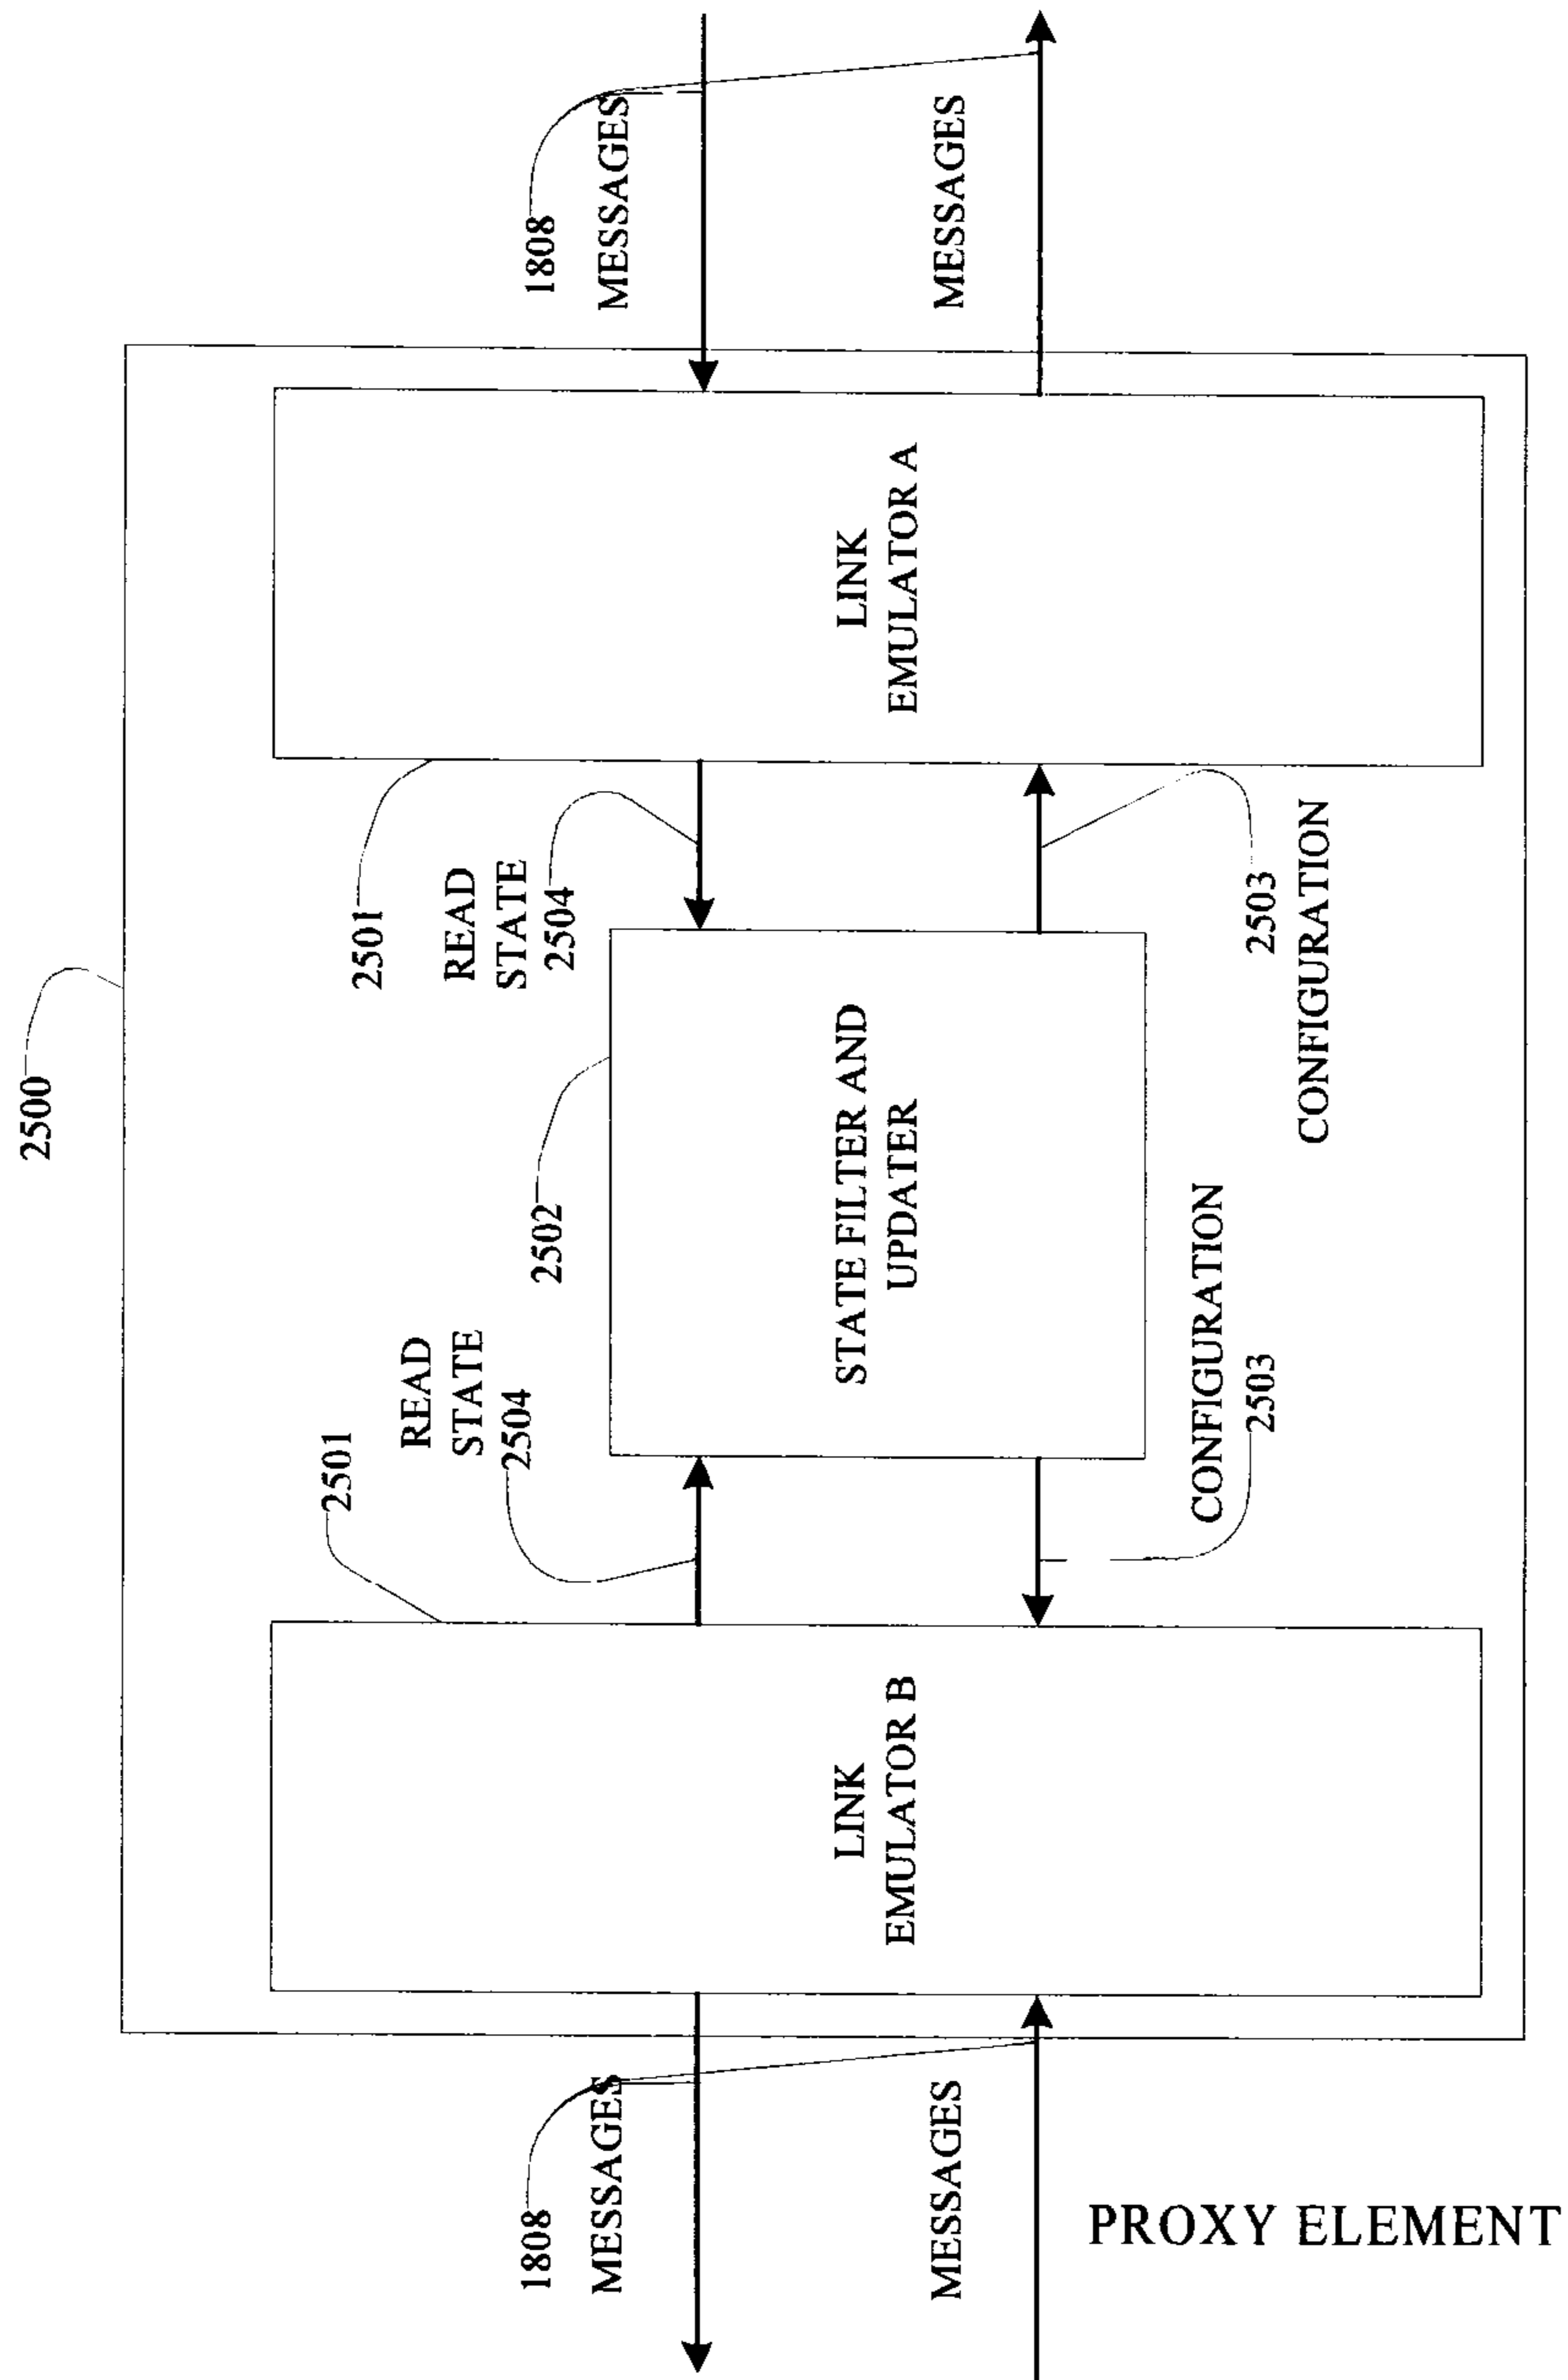 2500
1808
MESSAGES
MESSAGES
2501
LINK
EMULATOR A
READ
STATE
2504
2503
CONFIGURATION
2502
STATE FILTER AND
UPDATER
READ
STATE
2504
CONFIGURATION
2503
2501
LINK
EMULATOR B
1808
MESSAGES
MESSAGES
PROXY ELEMENT